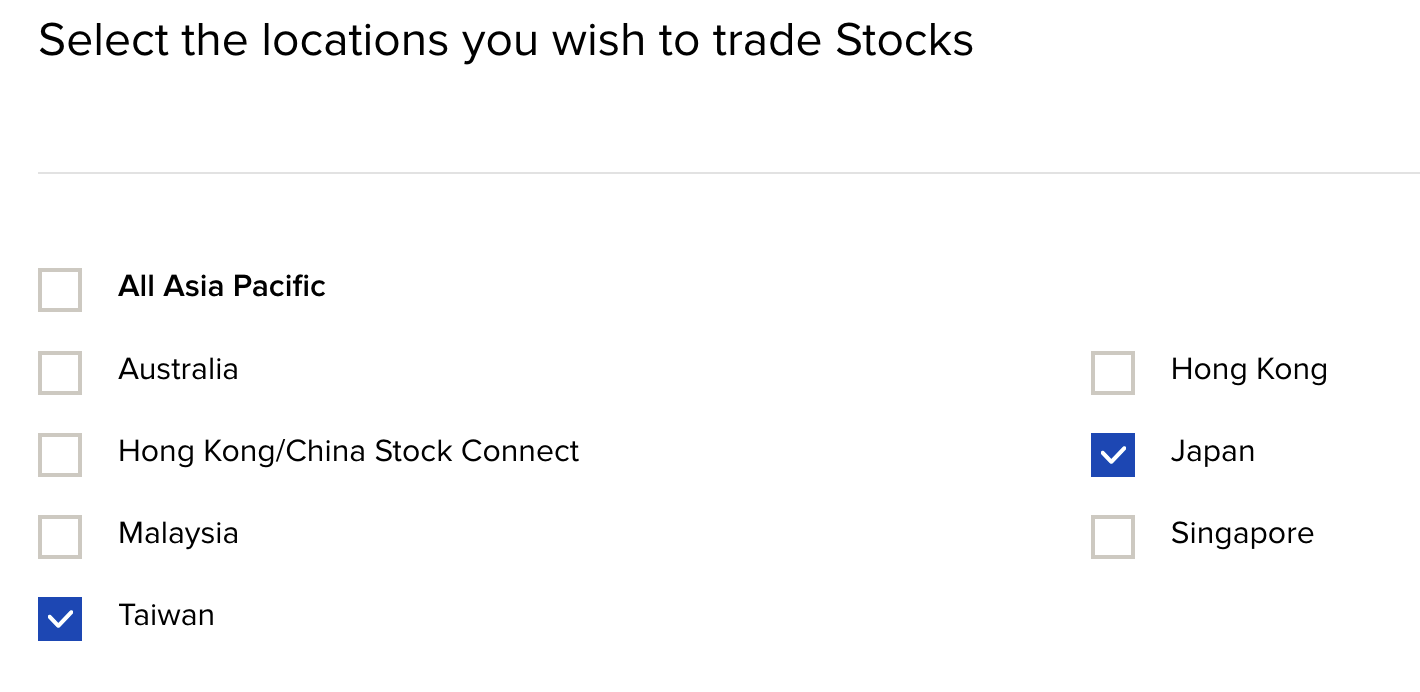 Select the locations you wish to trade Stocks
All Asia Pacific
Australia
Hong Kong
Hong Kong/China Stock Connect
Japan
Malaysia
Singapore
Taiwan